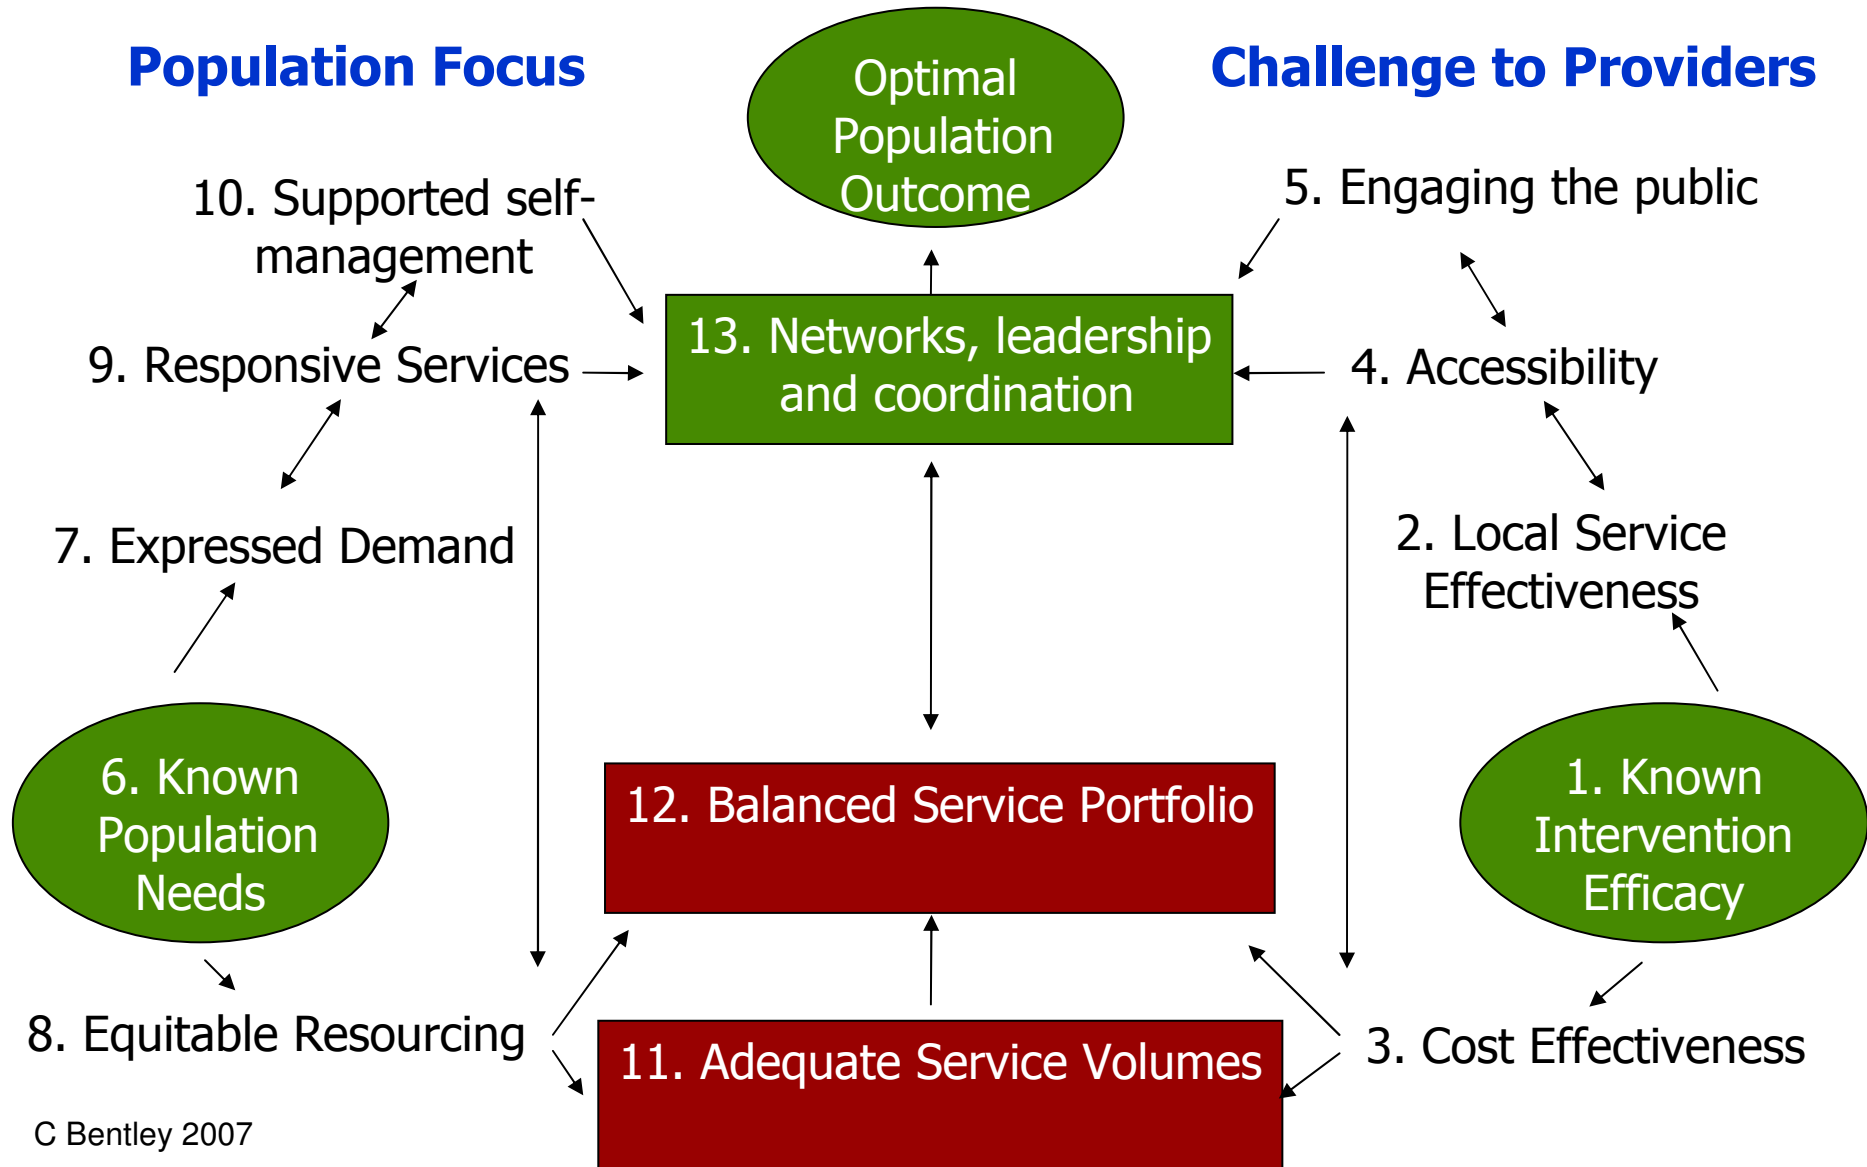 Population Focus
Challenge to Providers
Optimal
Population
Outcome
10. Supported self-
management
5. Engaging the public
13. Networks, leadership
and coordination
9. Responsive Services
4. Accessibility
7. Expressed Demand
2. Local Service
Effectiveness
6. Known
Population
Needs
12. Balanced Service Portfolio
1. Known
Intervention
Efficacy
8. Equitable Resourcing
11. Adequate Service Volumes
3. Cost Effectiveness
C Bentley 2007